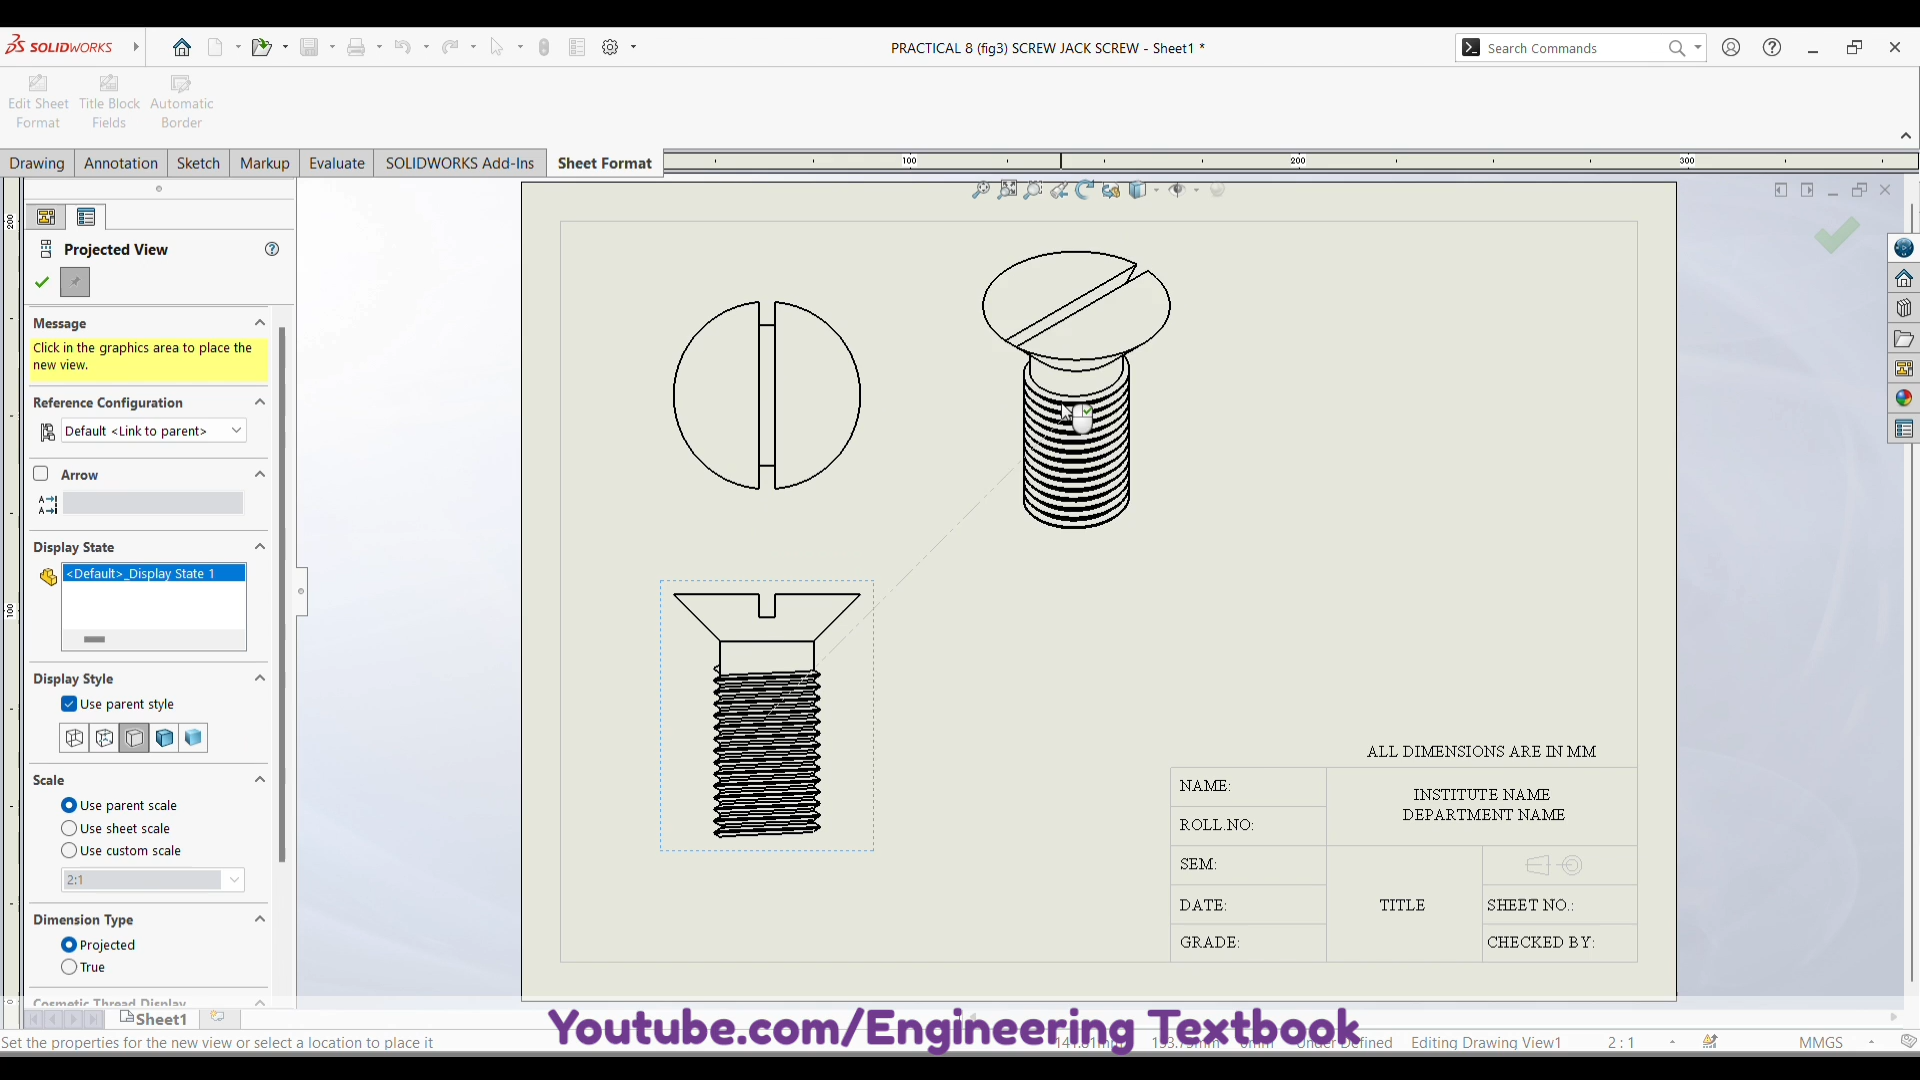 SOLIDWORKS
PRACTICAL 8 (fig3) SCREW JACK SCREW - Sheet1 *
Search Commands
Edit Sheet Format
Title Block Fields
Automatic Border
Drawing
Annotation
Sketch
Markup
Evaluate
SOLIDWORKS Add-Ins
Sheet Format
100
200
300
200
100
0
Projected View
Message
Click in the graphics area to place the
new view.
Reference Configuration
Default <Link to parent>
Arrow
Display State
<Default>_Display State 1
Display Style
Use parent style
Scale
Use parent scale
Use sheet scale
Use custom scale
2:1
Dimension Type
Projected
True
Cosmetic Thread Display
ALL DIMENSIONS ARE IN MM
NAME:
INSTITUTE NAME
DEPARTMENT NAME
ROLL.NO:
SEM:
DATE:
TITLE
SHEET NO.:
GRADE:
CHECKED BY:
Sheet1
Youtube.com/Engineering Textbook
Set the properties for the new view or select a location to place it
0mm
Under Defined
Editing Drawing View1
2 : 1
MMGS